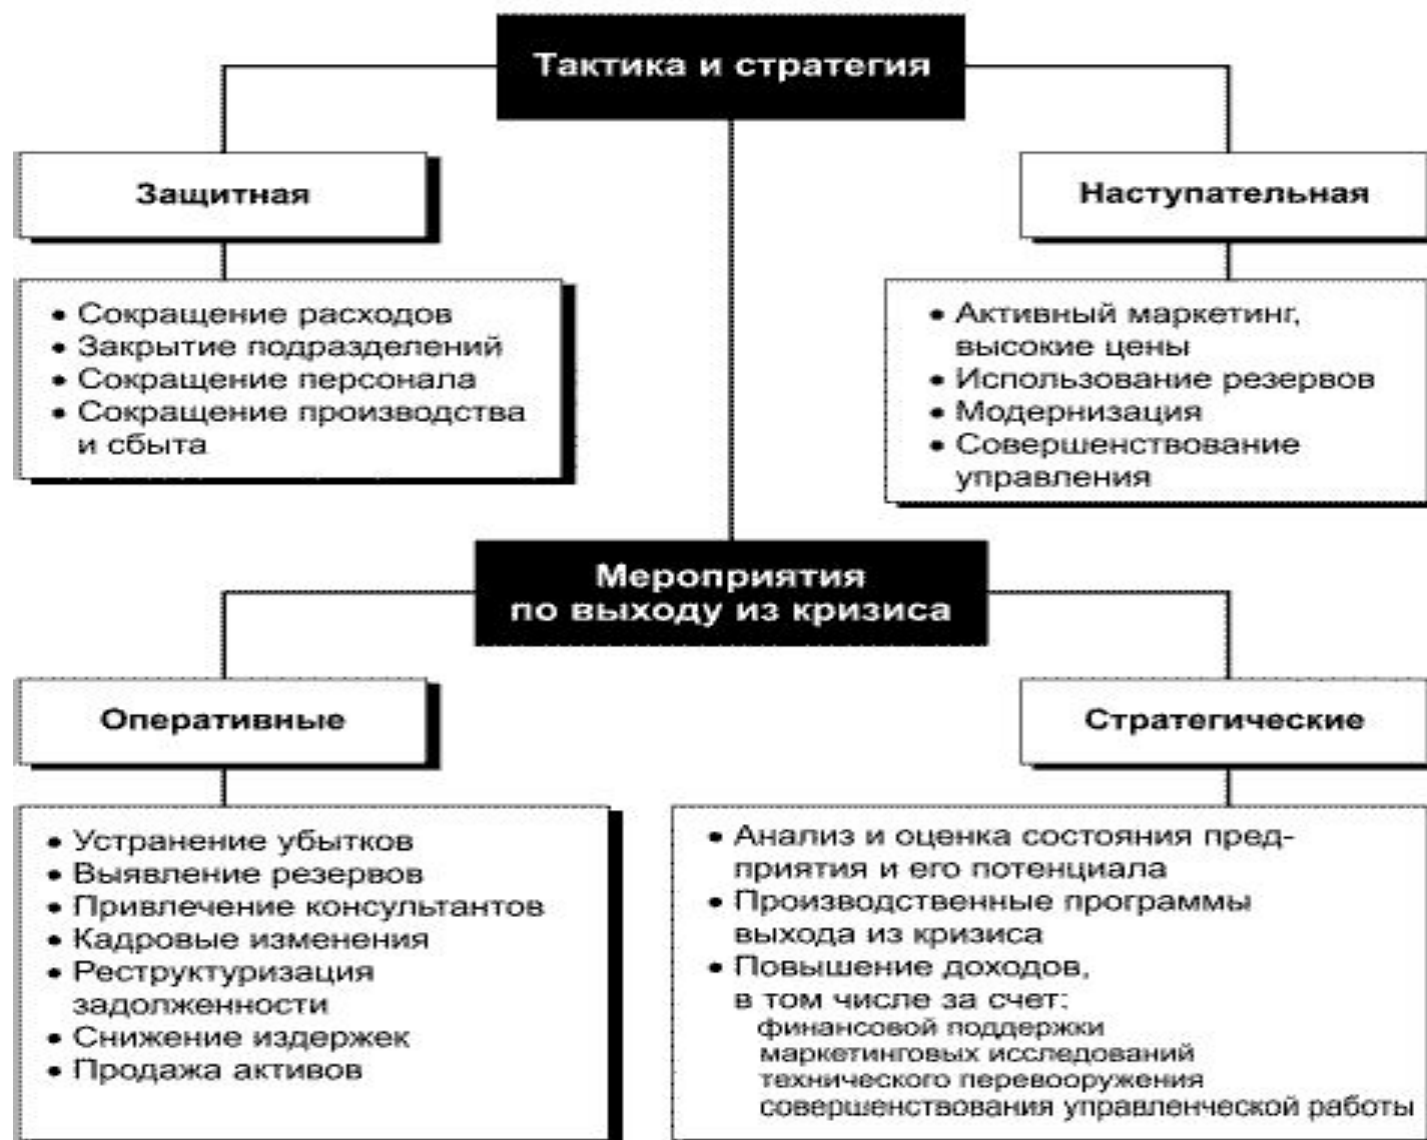 Тактика и стратегия
Защитная
Наступательная
• Сокращение расходов
• Закрытие подразделений
• Сокращение персонала
• Сокращение производства
и сбыта
• Активный маркетинг,
высокие цены
• Использование резервов
• Модернизация
• Совершенствование
управления
Мероприятия
по выходу из кризиса
Оперативные
Стратегические
• Устранение убытков
• Выявление резервов
• Привлечение консультантов
• Кадровые изменения
• Реструктуризация
задолженности
• Снижение издержек
• Продажа активов
• Анализ и оценка состояния пред-
приятия и его потенциала
• Производственные программы
выхода из кризиса
• Повышение доходов,
в том числе за счет:
финансовой поддержки
маркетинговых исследований
технического перевооружения
совершенствования управленческой работы